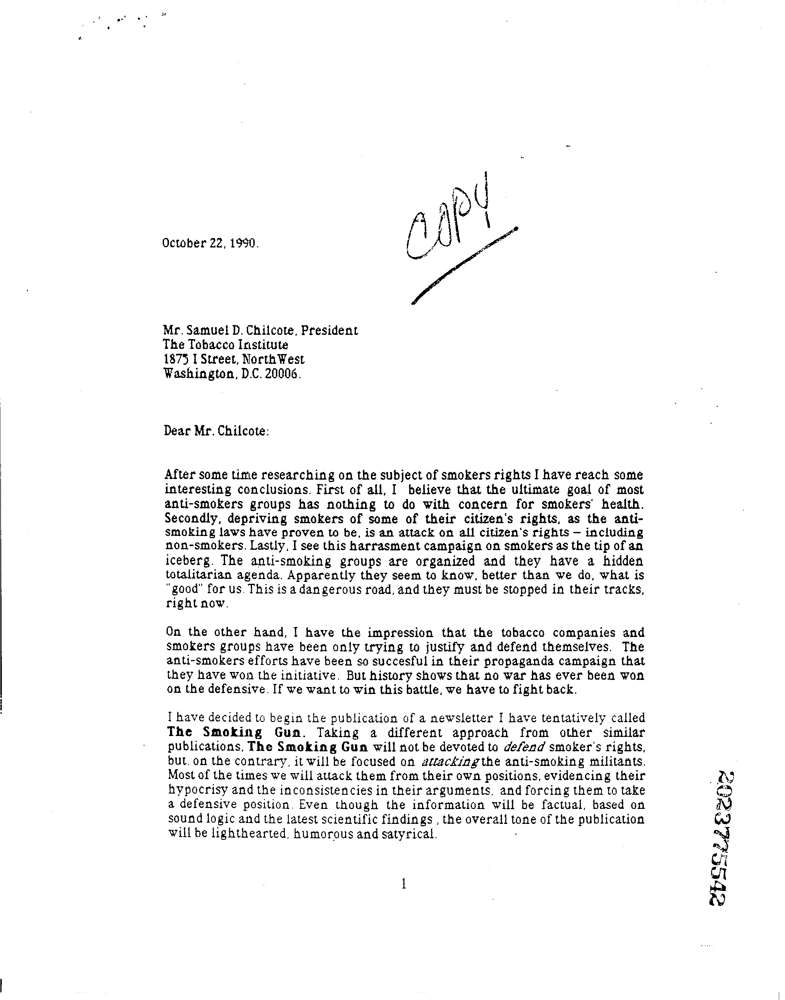 COPY
October 22, 1990.
Mr. Samuel D. Chilcote, President
The Tobacco Institute
1875 I Street, NorthWest
Washington, D.C. 20006.
Dear Mr. Chilcote:
After some time researching on the subject of smokers rights I have reach some
interesting conclusions. First of all, I believe that the ultimate goal of most
anti-smokers groups has nothing to do with concern for smokers' health.
Secondly, depriving smokers of some of their citizen's rights, as the anti-
smoking laws have proven to be, is an attack on all citizen's rights – including
non-smokers. Lastly, I see this harrasment campaign on smokers as the tip of an
iceberg. The anti-smoking groups are organized and they have a hidden
totalitarian agenda. Apparently they seem to know, better than we do, what is
"good" for us. This is a dangerous road, and they must be stopped in their tracks,
right now.
On the other hand, I have the impression that the tobacco companies and
smokers groups have been only trying to justify and defend themselves. The
anti-smokers efforts have been so succesful in their propaganda campaign that
they have won the initiative. But history shows that no war has ever been won
on the defensive. If we want to win this battle, we have to fight back.
I have decided to begin the publication of a newsletter I have tentatively called
The Smoking Gun. Taking a different approach from other similar
publications, The Smoking Gun will not be devoted to defend smoker's rights,
but, on the contrary, it will be focused on attacking the anti-smoking militants.
Most of the times we will attack them from their own positions, evidencing their
hypocrisy and the inconsistencies in their arguments, and forcing them to take
a defensive position. Even though the information will be factual, based on
sound logic and the latest scientific findings , the overall tone of the publication
will be lighthearted, humorous and satyrical.
1
2023775542